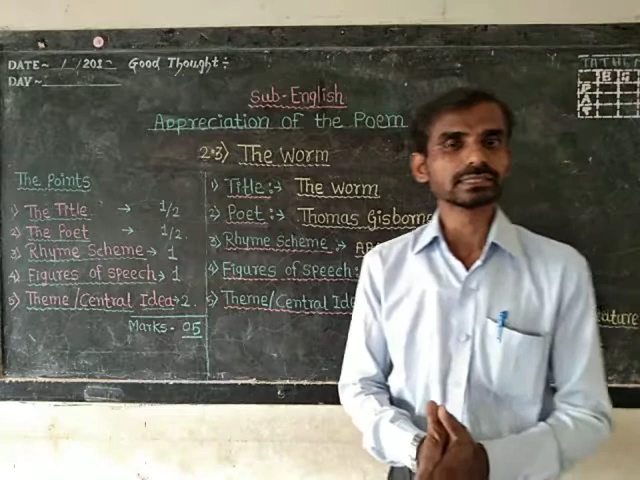 DATE~ / /201 Good Thought:-
DAY~
Sub-English
Appreciation of the Poem
2.3) The Worm
The Points
1) The Title → 1/2
2) The Poet → 1/2
3) Rhyme Scheme → 1
4) Figures of speech → 1
5) Theme/Central Idea → 2.
Marks - 05
1) Title :→ The Worm
2) Poet :→ Thomas Gisborne
3) Rhyme Scheme →
4) Figures of speech :
5) Theme/Central Ide
B G
P
A
T